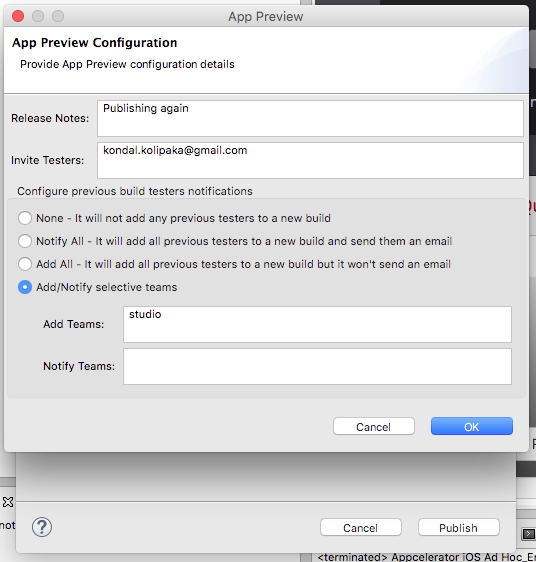 App Preview
App Preview Configuration
Provide App Preview configuration details
Release Notes:
Publishing again
Invite Testers:
kondal.kolipaka@gmail.com
Configure previous build testers notifications
None - It will not add any previous testers to a new build
Notify All - It will add all previous testers to a new build and send them an email
Add All - It will add all previous testers to a new build but it won't send an email
Add/Notify selective teams
Add Teams:
studio
Notify Teams:
Cancel
OK
not
?
Cancel
Publish
<terminated> Appcelerator iOS Ad Hoc_E